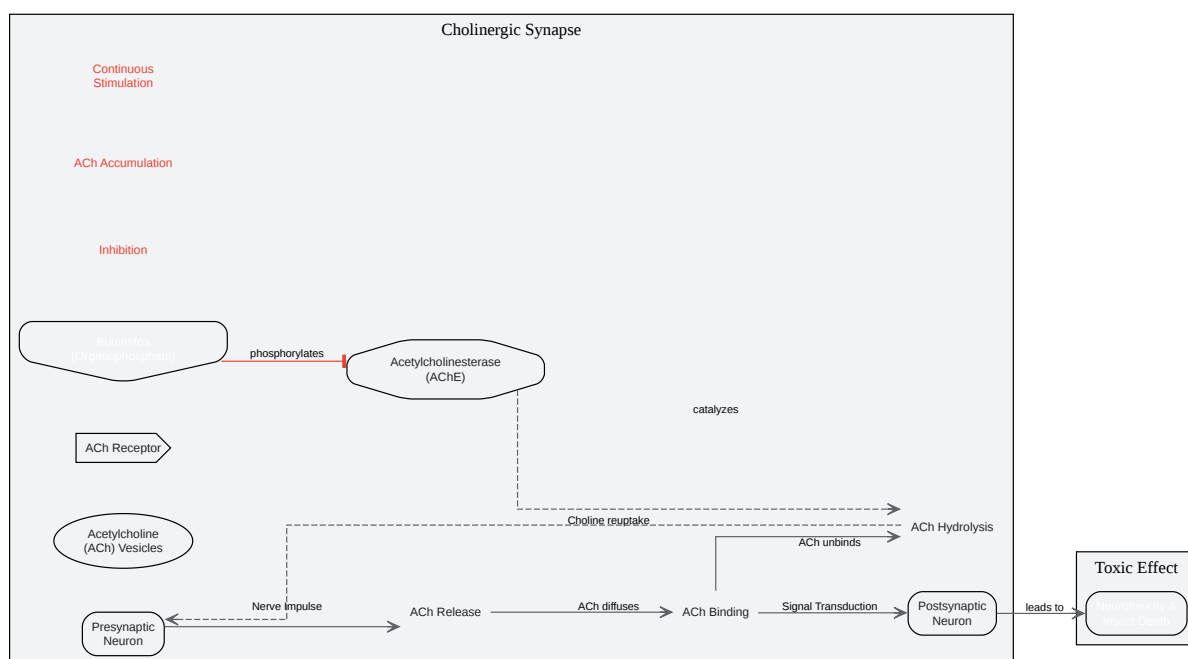 Cholinergic Synapse
Continuous
Stimulation
ACh Accumulation
Inhibition
Butamifos
(Organophosphate)
phosphorylates
Acetylcholinesterase
(AChE)
catalyzes
ACh Receptor
Acetylcholine
(ACh) Vesicles
Choline reuptake
ACh Hydrolysis
ACh unbinds
Presynaptic
Neuron
Nerve Impulse
ACh Release
ACh diffuses
ACh Binding
Signal Transduction
Postsynaptic
Neuron
leads to
Toxic Effect
Neurotoxicity &
Insect Death